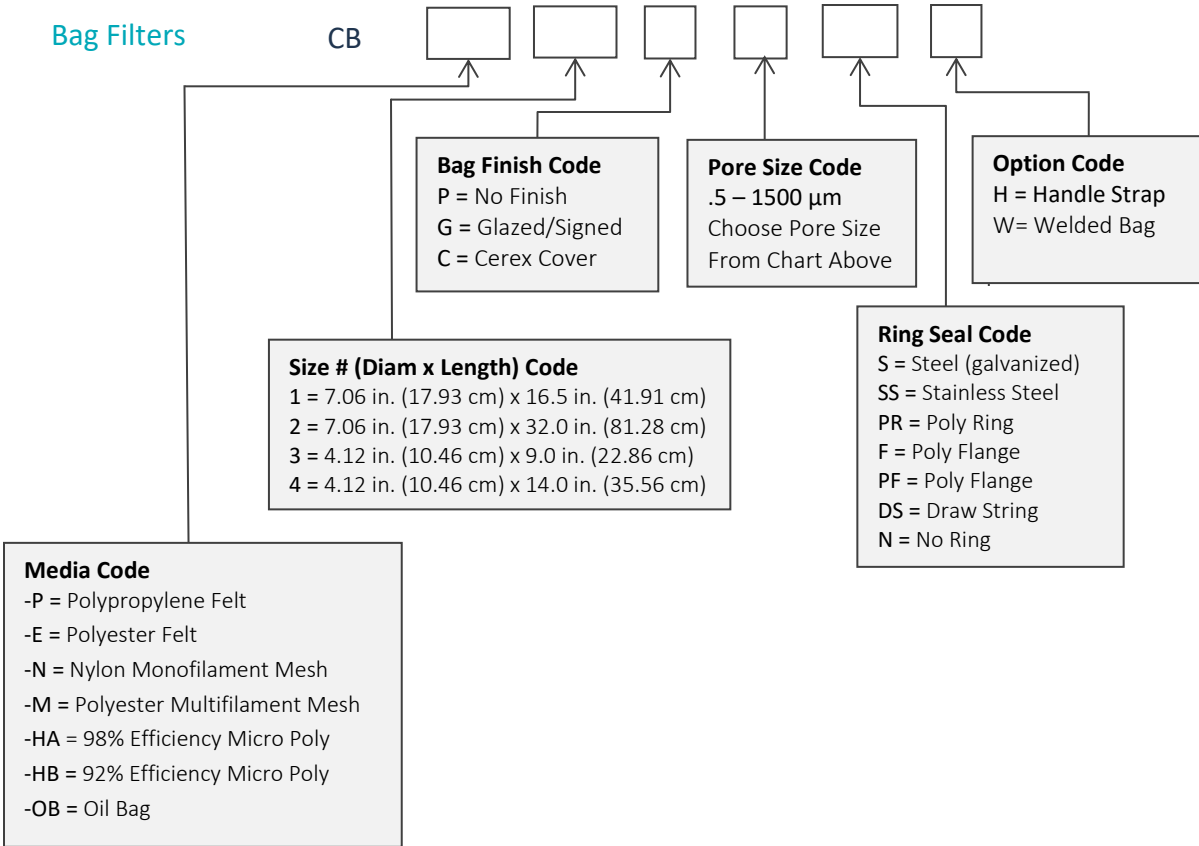 Bag Filters
CB
Bag Finish Code
P = No Finish
G = Glazed/Signed
C = Cerex Cover
Pore Size Code
.5 – 1500 µm
Choose Pore Size
From Chart Above
Option Code
H = Handle Strap
W= Welded Bag
Size # (Diam x Length) Code
1 = 7.06 in. (17.93 cm) x 16.5 in. (41.91 cm)
2 = 7.06 in. (17.93 cm) x 32.0 in. (81.28 cm)
3 = 4.12 in. (10.46 cm) x 9.0 in. (22.86 cm)
4 = 4.12 in. (10.46 cm) x 14.0 in. (35.56 cm)
Ring Seal Code
S = Steel (galvanized)
SS = Stainless Steel
PR = Poly Ring
F = Poly Flange
PF = Poly Flange
DS = Draw String
N = No Ring
Media Code
-P = Polypropylene Felt
-E = Polyester Felt
-N = Nylon Monofilament Mesh
-M = Polyester Multifilament Mesh
-HA = 98% Efficiency Micro Poly
-HB = 92% Efficiency Micro Poly
-OB = Oil Bag